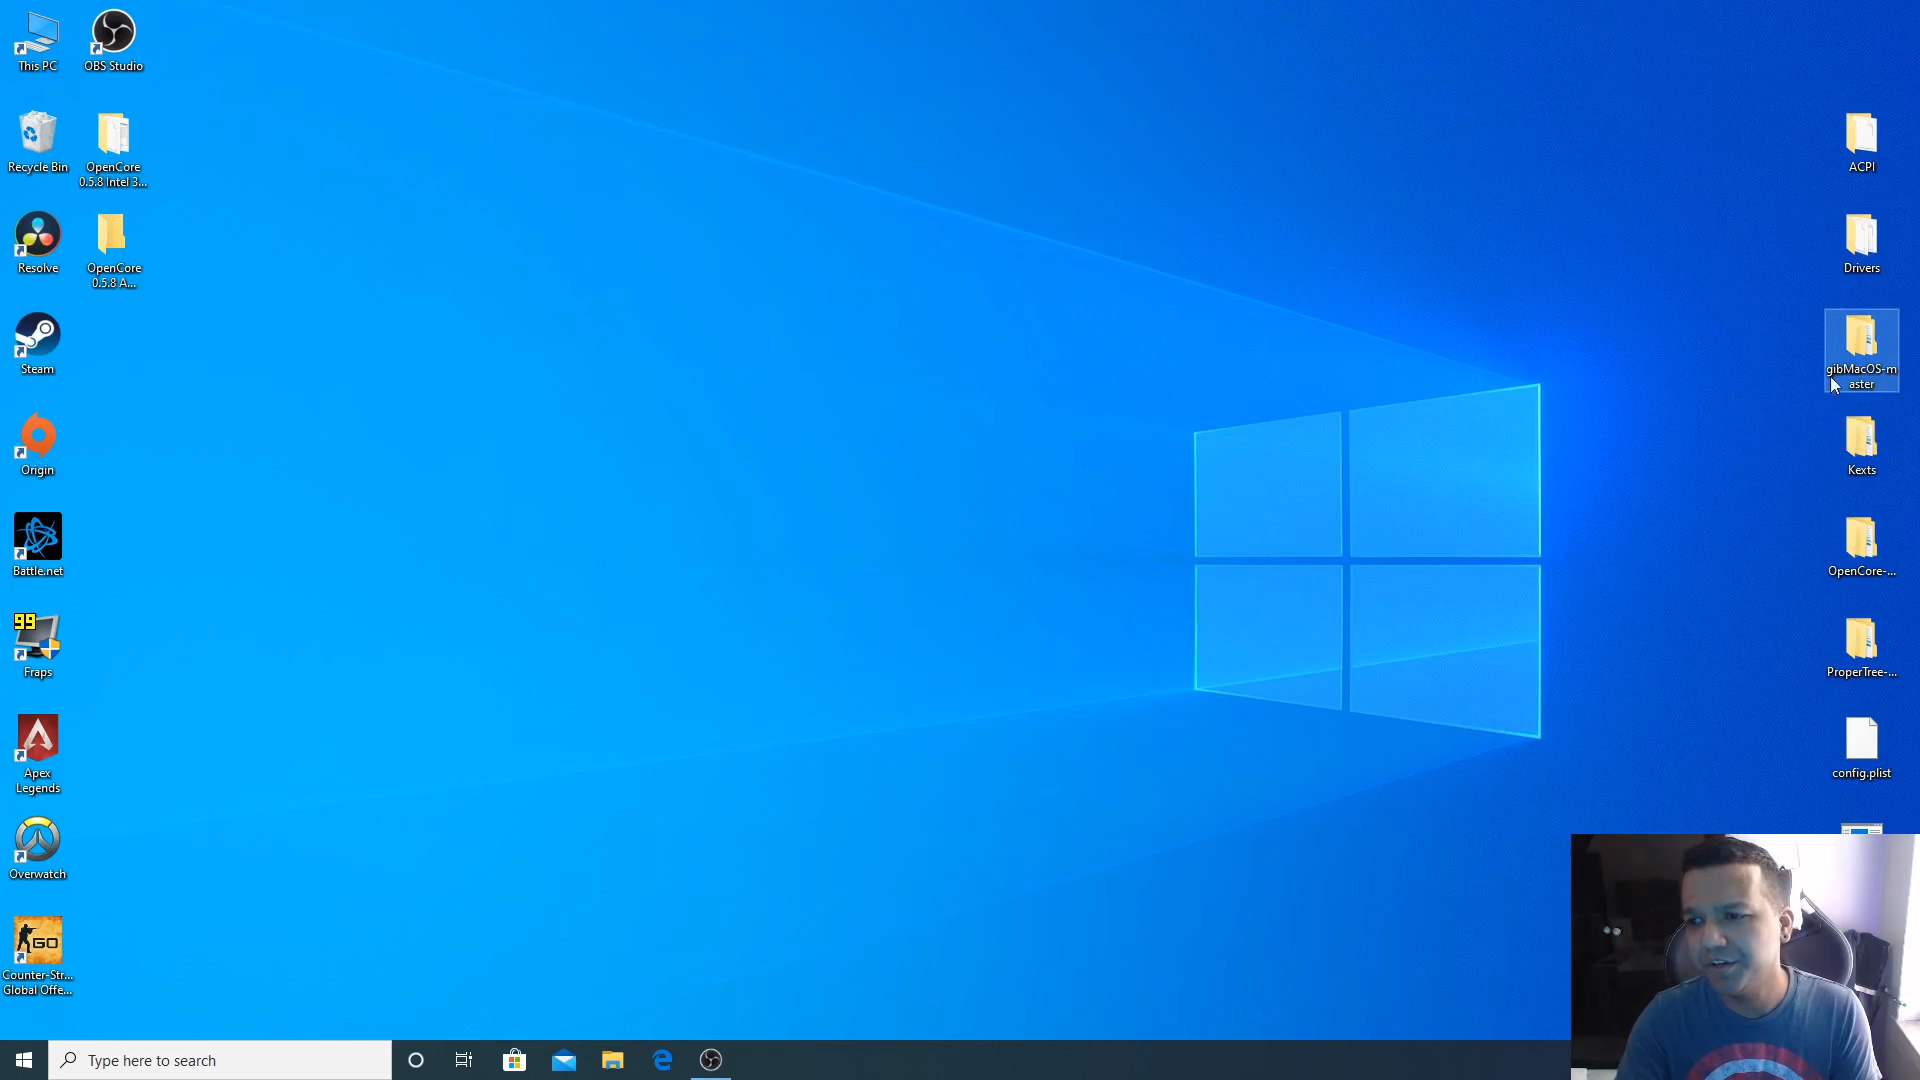 This PC
OBS Studio
Recycle Bin
OpenCore
0.5.8 Intel 3...
Resolve
OpenCore
0.5.8 A...
Steam
Origin
Battle.net
99
Fraps
Apex
Legends
Overwatch
GO
Counter-Str...
Global Offe...
ACPI
Drivers
gibMacOS-m
aster
Kexts
OpenCore-...
ProperTree-...
config.plist
Type here to search